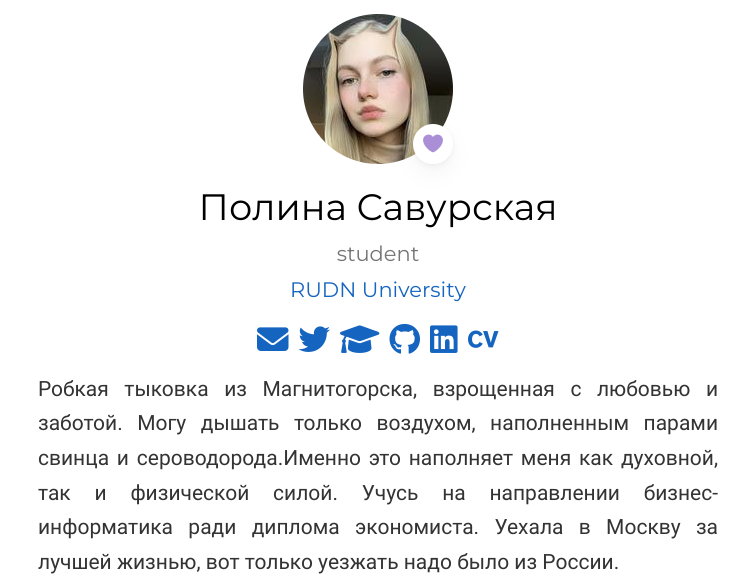 Полина Савурская
student
RUDN University
CV
Робкая тыковка из Магнитогорска, взрощенная с любовью и
заботой. Могу дышать только воздухом, наполненным парами
свинца и сероводорода.Именно это наполняет меня как духовной,
так и физической силой. Учусь на направлении бизнес-
информатика ради диплома экономиста. Уехала в Москву за
лучшей жизнью, вот только уезжать надо было из России.